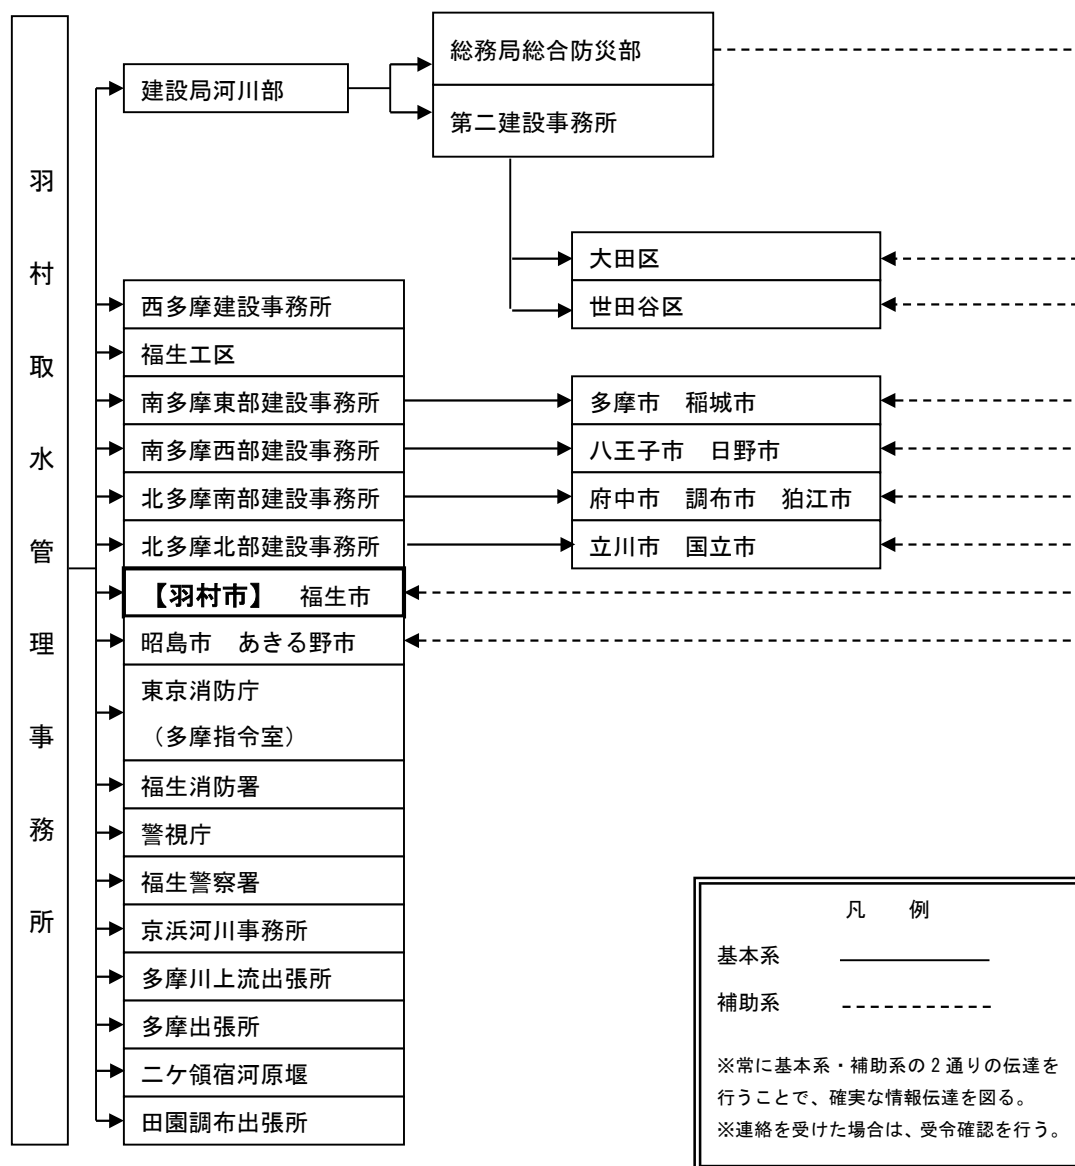 羽村取水管理事務所
建設局河川部
総務局総合防災部
第二建設事務所
大田区
世田谷区
西多摩建設事務所
福生工区
南多摩東部建設事務所
多摩市 稲城市
南多摩西部建設事務所
八王子市 日野市
北多摩南部建設事務所
府中市 調布市 狛江市
北多摩北部建設事務所
立川市 国立市
【羽村市】 福生市
昭島市 あきる野市
東京消防庁
(多摩指令室)
福生消防署
警視庁
福生警察署
京浜河川事務所
多摩川上流出張所
多摩出張所
二ケ領宿河原堰
田園調布出張所
凡 例
基本系
補助系
※常に基本系・補助系の2通りの伝達を
行うことで、確実な情報伝達を図る。
※連絡を受けた場合は、受令確認を行う。